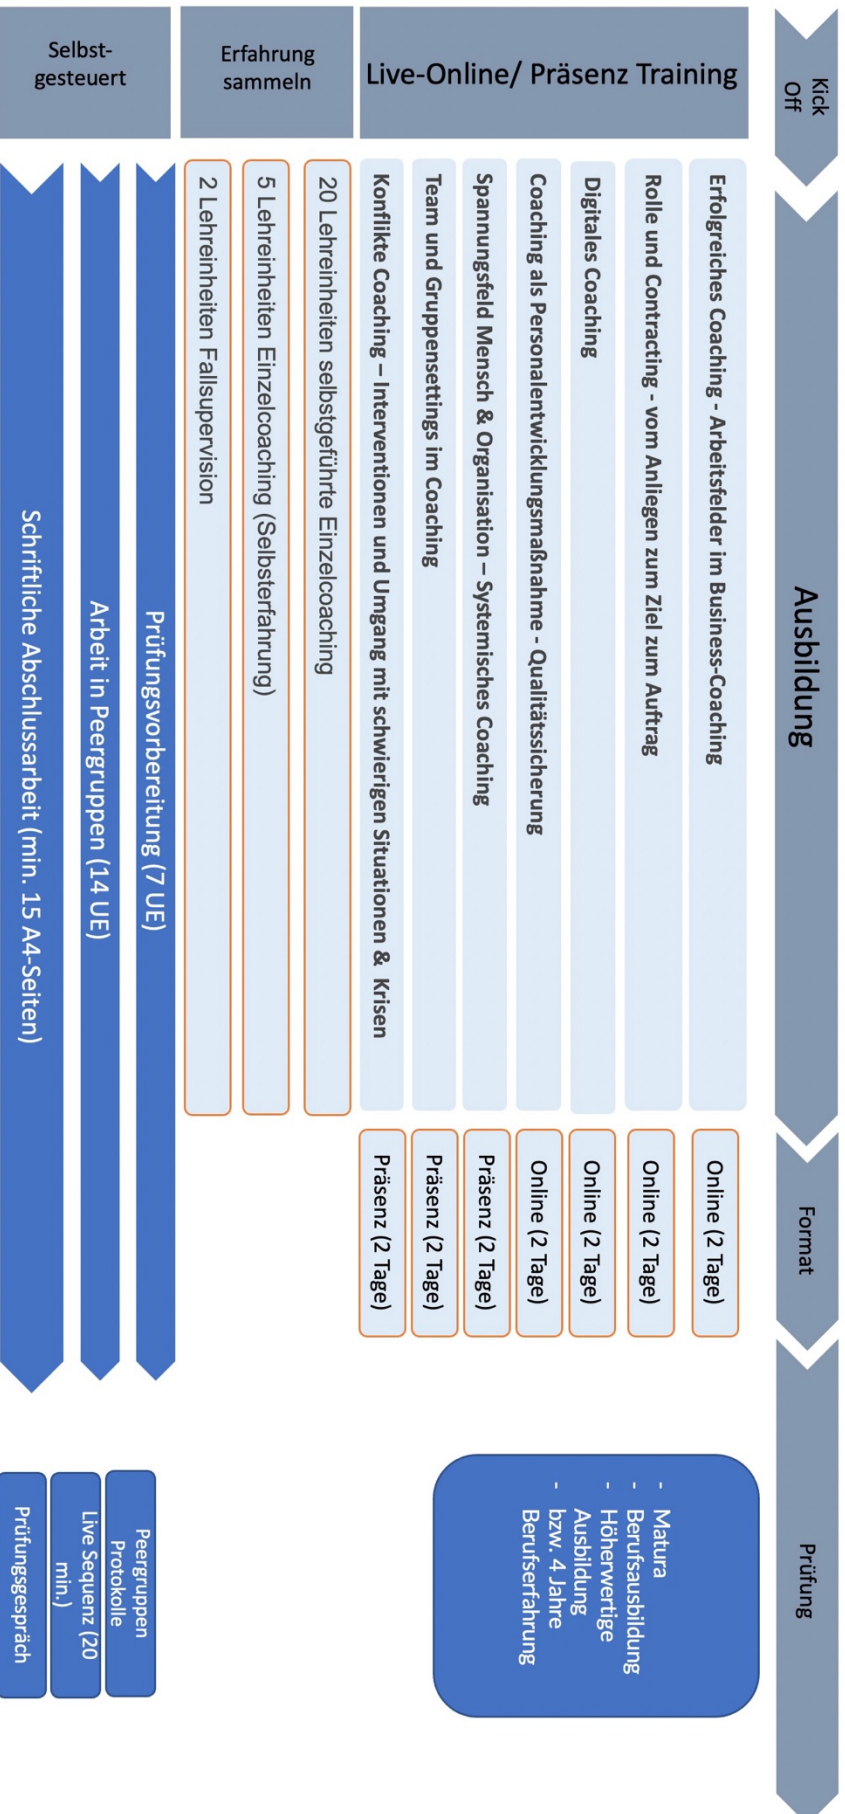 Kick
Off
Ausbildung
Format
Prüfung
Live-Online/ Präsenz Training
Erfolgreiches Coaching - Arbeitsfelder im Business-Coaching
Online (2 Tage)
Rolle und Contracting - vom Anliegen zum Ziel zum Auftrag
Online (2 Tage)
Digitales Coaching
Online (2 Tage)
Coaching als Personalentwicklungsmaßnahme - Qualitätssicherung
Online (2 Tage)
Spannungsfeld Mensch & Organisation – Systemisches Coaching
Präsenz (2 Tage)
Team und Gruppensettings im Coaching
Präsenz (2 Tage)
Konflikte Coaching – Interventionen und Umgang mit schwierigen Situationen & Krisen
Präsenz (2 Tage)
- Matura
- Berufsausbildung
- Höherwertige
Ausbildung
- bzw. 4 Jahre
Berufserfahrung
Erfahrung
sammeln
20 Lehreinheiten selbstgeführte Einzelcoaching
5 Lehreinheiten Einzelcoaching (Selbsterfahrung)
2 Lehreinheiten Fallsupervision
Selbst-
gesteuert
Prüfungsvorbereitung (7 UE)
Arbeit in Peergruppen (14 UE)
Schriftliche Abschlussarbeit (min. 15 A4-Seiten)
Peergruppen
Protokolle
Live Sequenz (20
min.)
Prüfungsgespräch